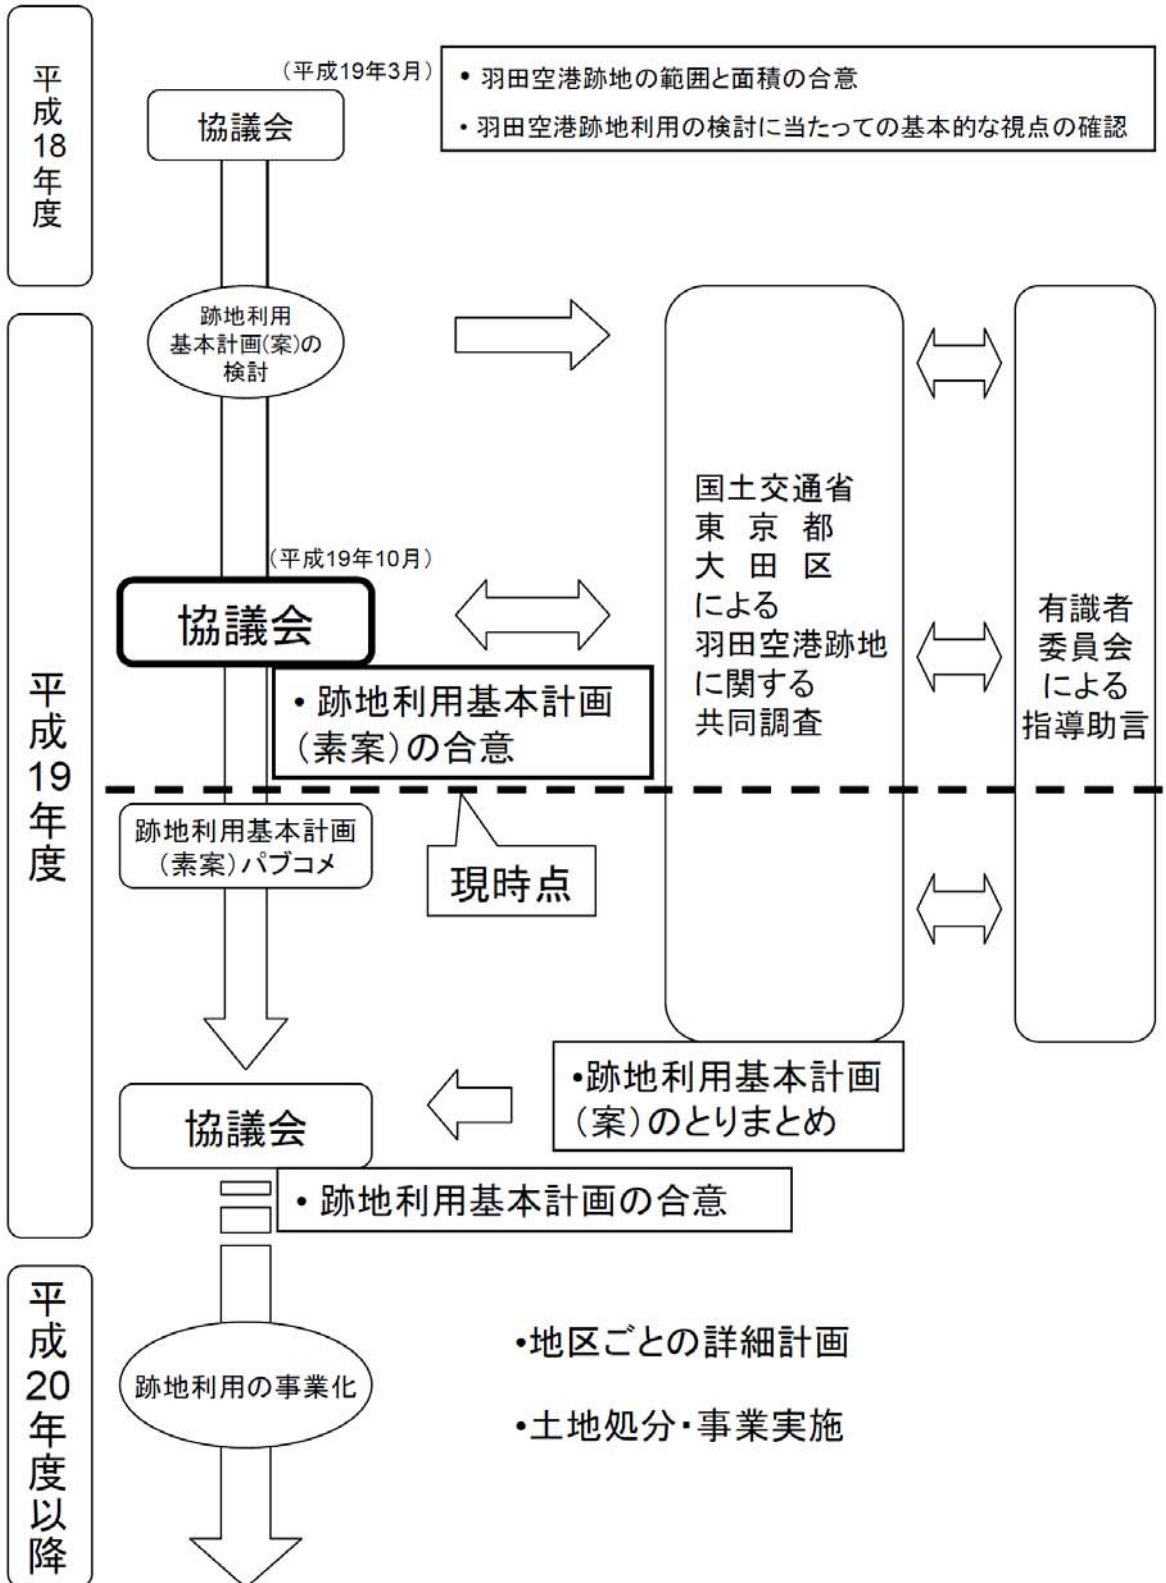 平成18年度
（平成19年3月）
協議会
• 羽田空港跡地の範囲と面積の合意
• 羽田空港跡地利用の検討に当たっての基本的な視点の確認
平成19年度
跡地利用
基本計画(案)の
検討
国土交通省
東京都
大田区
による
羽田空港跡地
に関する
共同調査
有識者
委員会
による
指導助言
（平成19年10月）
協議会
• 跡地利用基本計画
（素案）の合意
跡地利用基本計画
（素案）パブコメ
現時点
協議会
•跡地利用基本計画
（案）のとりまとめ
• 跡地利用基本計画の合意
平成20年度以降
跡地利用の事業化
•地区ごとの詳細計画
•土地処分・事業実施